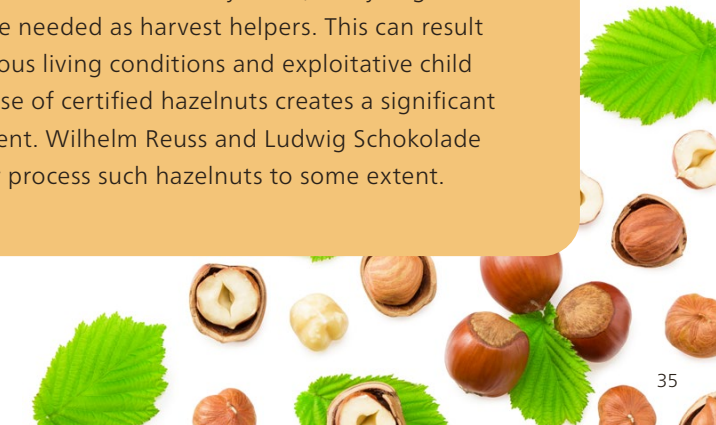 e needed as harvest helpers. This can result
ous living conditions and exploitative child
se of certified hazelnuts creates a significant
ent. Wilhelm Reuss and Ludwig Schokolade
process such hazelnuts to some extent.
35